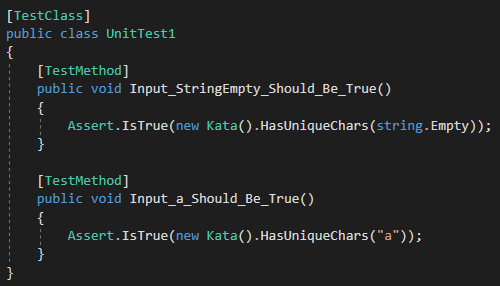 [TestClass]
public class UnitTest1
{
[TestMethod]
public void Input_StringEmpty_Should_Be_True()
{
Assert.IsTrue(new Kata().HasUniqueChars(string.Empty));
}
[TestMethod]
public void Input_a_Should_Be_True()
{
Assert.IsTrue(new Kata().HasUniqueChars("a"));
}
}